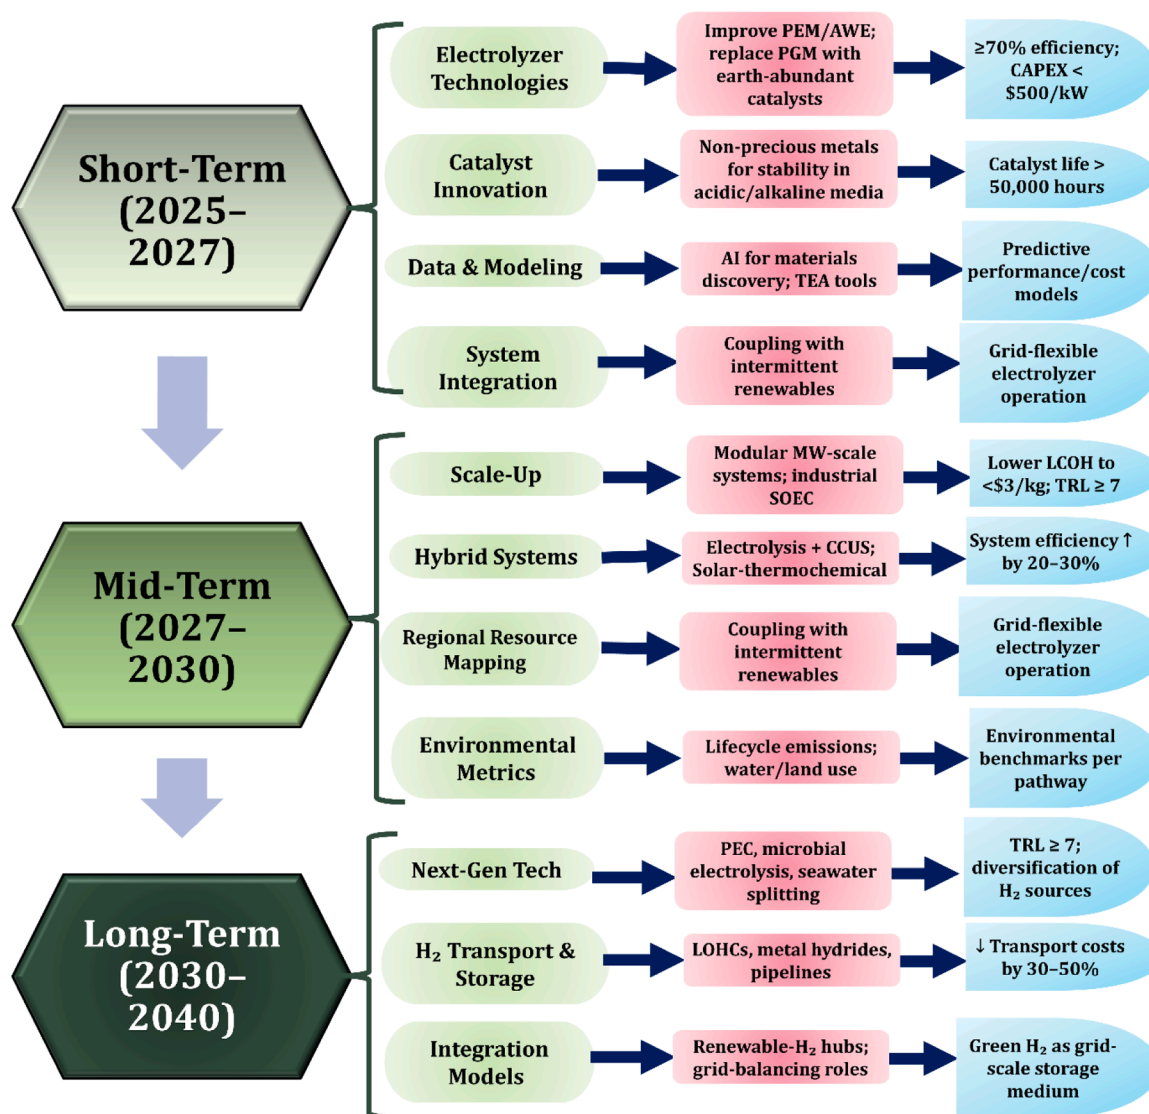 Short-Term
(2025–
2027)
Electrolyzer
Technologies
Improve PEM/AWE;
replace PGM with
earth-abundant
catalysts
≥70% efficiency;
CAPEX <
$500/kW
Catalyst
Innovation
Non-precious metals
for stability in
acidic/alkaline media
Catalyst life >
50,000 hours
Data & Modeling
AI for materials
discovery; TEA tools
Predictive
performance/cost
models
System
Integration
Coupling with
intermittent
renewables
Grid-flexible
electrolyzer
operation
Mid-Term
(2027–
2030)
Scale-Up
Modular MW-scale
systems; industrial
SOEC
Lower LCOH to
<$3/kg; TRL ≥ 7
Hybrid Systems
Electrolysis + CCUS;
Solar-thermochemical
System efficiency ↑
by 20–30%
Regional Resource
Mapping
Coupling with
intermittent
renewables
Grid-flexible
electrolyzer
operation
Environmental
Metrics
Lifecycle emissions;
water/land use
Environmental
benchmarks per
pathway
Long-Term
(2030–
2040)
Next-Gen Tech
PEC, microbial
electrolysis, seawater
splitting
TRL ≥ 7;
diversification of
H₂ sources
H₂ Transport &
Storage
LOHCs, metal hydrides,
pipelines
↓ Transport costs
by 30–50%
Integration
Models
Renewable-H₂ hubs;
grid-balancing roles
Green H₂ as grid-
scale storage
medium